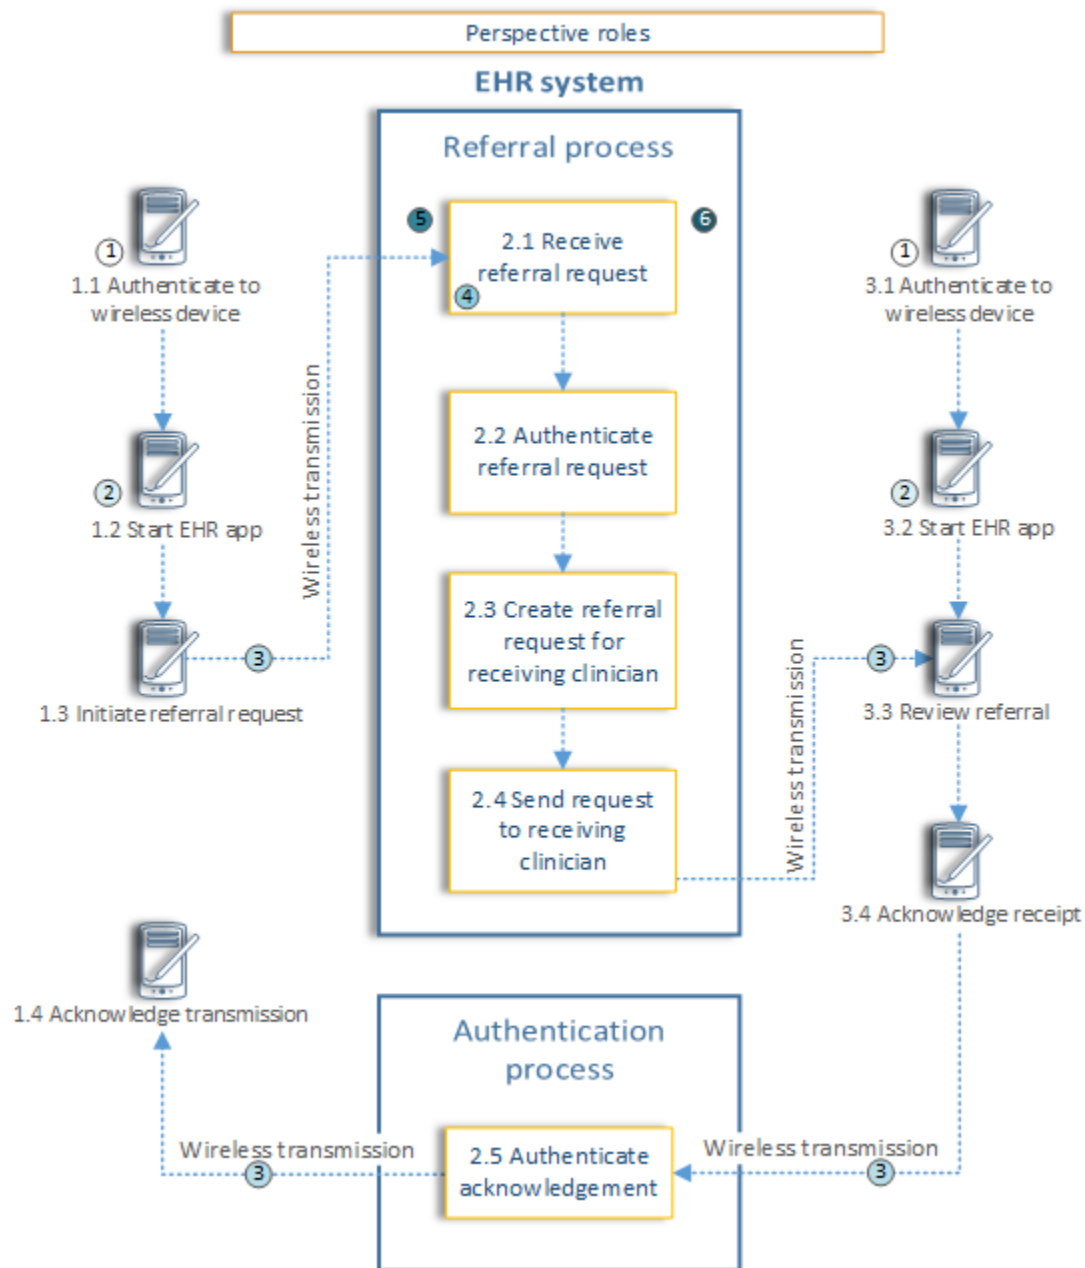 Perspective roles
EHR system
Referral process
5
6
2.1 Receive
referral request
4
1
1.1 Authenticate to
wireless device
1
3.1 Authenticate to
wireless device
Wireless transmission
2.2 Authenticate
referral request
2
1.2 Start EHR app
2
3.2 Start EHR app
2.3 Create referral
request for
receiving clinician
3
1.3 Initiate referral request
Wireless transmission
3
3.3 Review referral
2.4 Send request
to receiving
clinician
3.4 Acknowledge receipt
1.4 Acknowledge transmission
Authentication
process
Wireless transmission
3
2.5 Authenticate
acknowledgement
Wireless transmission
3